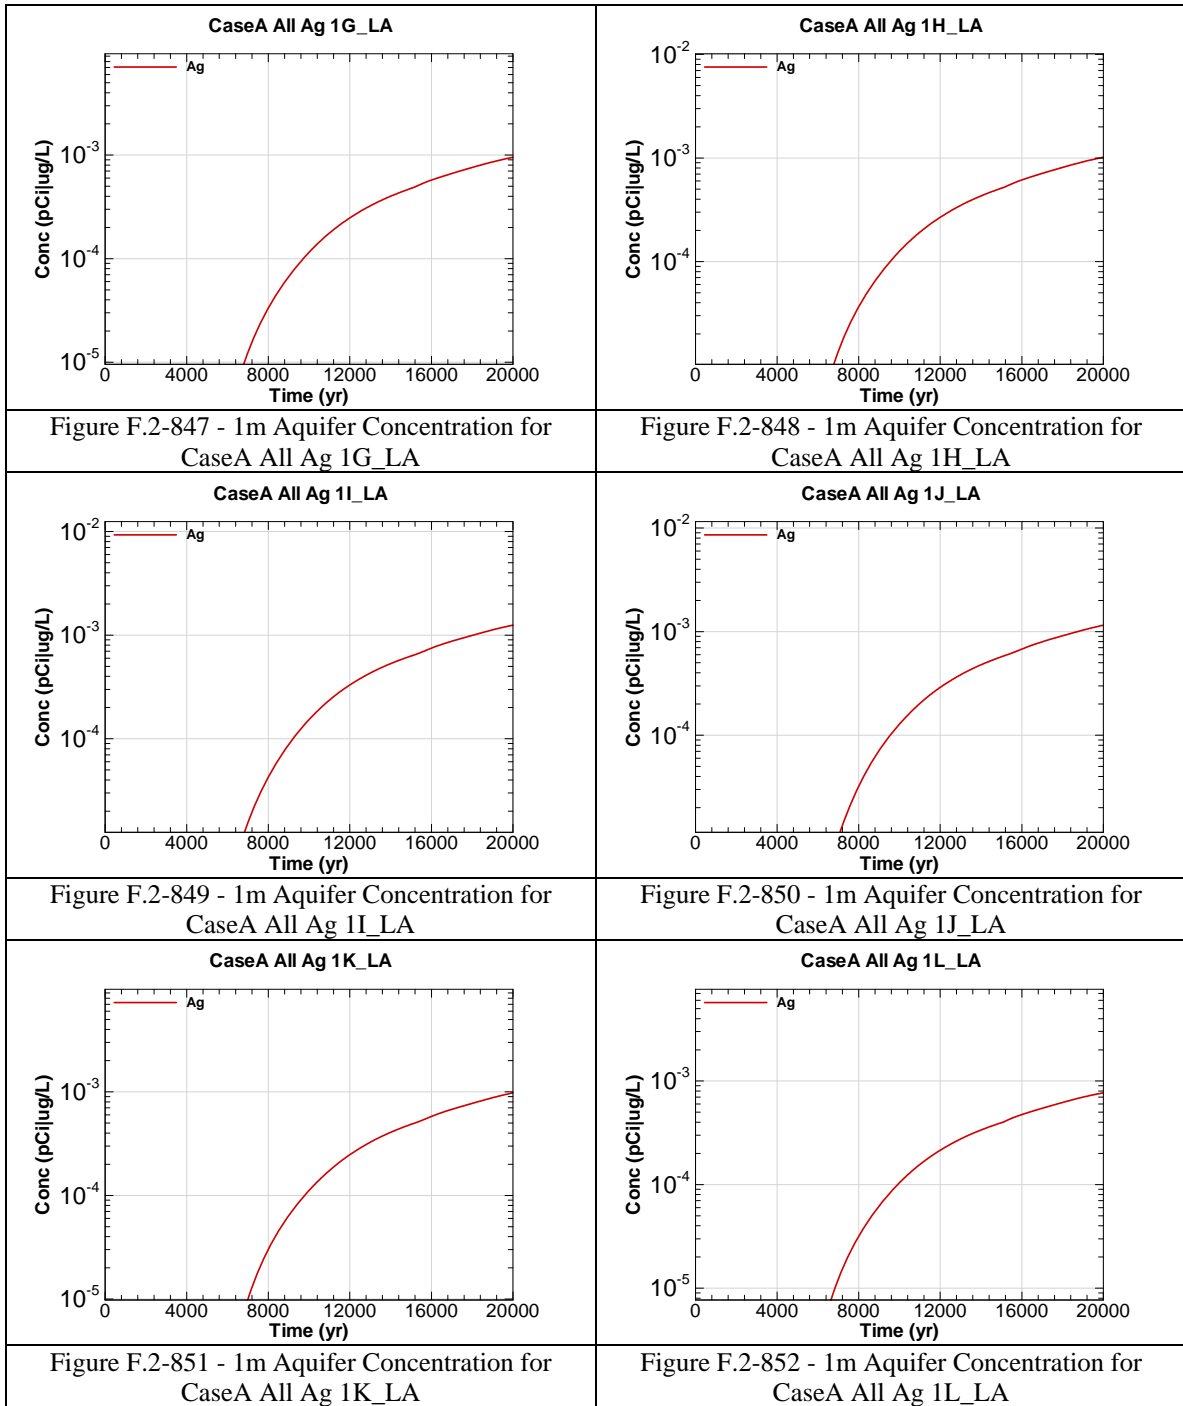 CaseA All Ag 1G_LA
Ag
Conc (pCi|ug/L)
10-3
10-4
10-5
0 4000 8000 12000 16000 20000
Time (yr)
Figure F.2-847 - 1m Aquifer Concentration for
CaseA All Ag 1G_LA
CaseA All Ag 1H_LA
Ag
Conc (pCi|ug/L)
10-2
10-3
10-4
0 4000 8000 12000 16000 20000
Time (yr)
Figure F.2-848 - 1m Aquifer Concentration for
CaseA All Ag 1H_LA
CaseA All Ag 1I_LA
Ag
Conc (pCi|ug/L)
10-2
10-3
10-4
0 4000 8000 12000 16000 20000
Time (yr)
Figure F.2-849 - 1m Aquifer Concentration for
CaseA All Ag 1I_LA
CaseA All Ag 1J_LA
Ag
Conc (pCi|ug/L)
10-2
10-3
10-4
0 4000 8000 12000 16000 20000
Time (yr)
Figure F.2-850 - 1m Aquifer Concentration for
CaseA All Ag 1J_LA
CaseA All Ag 1K_LA
Ag
Conc (pCi|ug/L)
10-3
10-4
10-5
0 4000 8000 12000 16000 20000
Time (yr)
Figure F.2-851 - 1m Aquifer Concentration for
CaseA All Ag 1K_LA
CaseA All Ag 1L_LA
Ag
Conc (pCi|ug/L)
10-3
10-4
10-5
0 4000 8000 12000 16000 20000
Time (yr)
Figure F.2-852 - 1m Aquifer Concentration for
CaseA All Ag 1L_LA